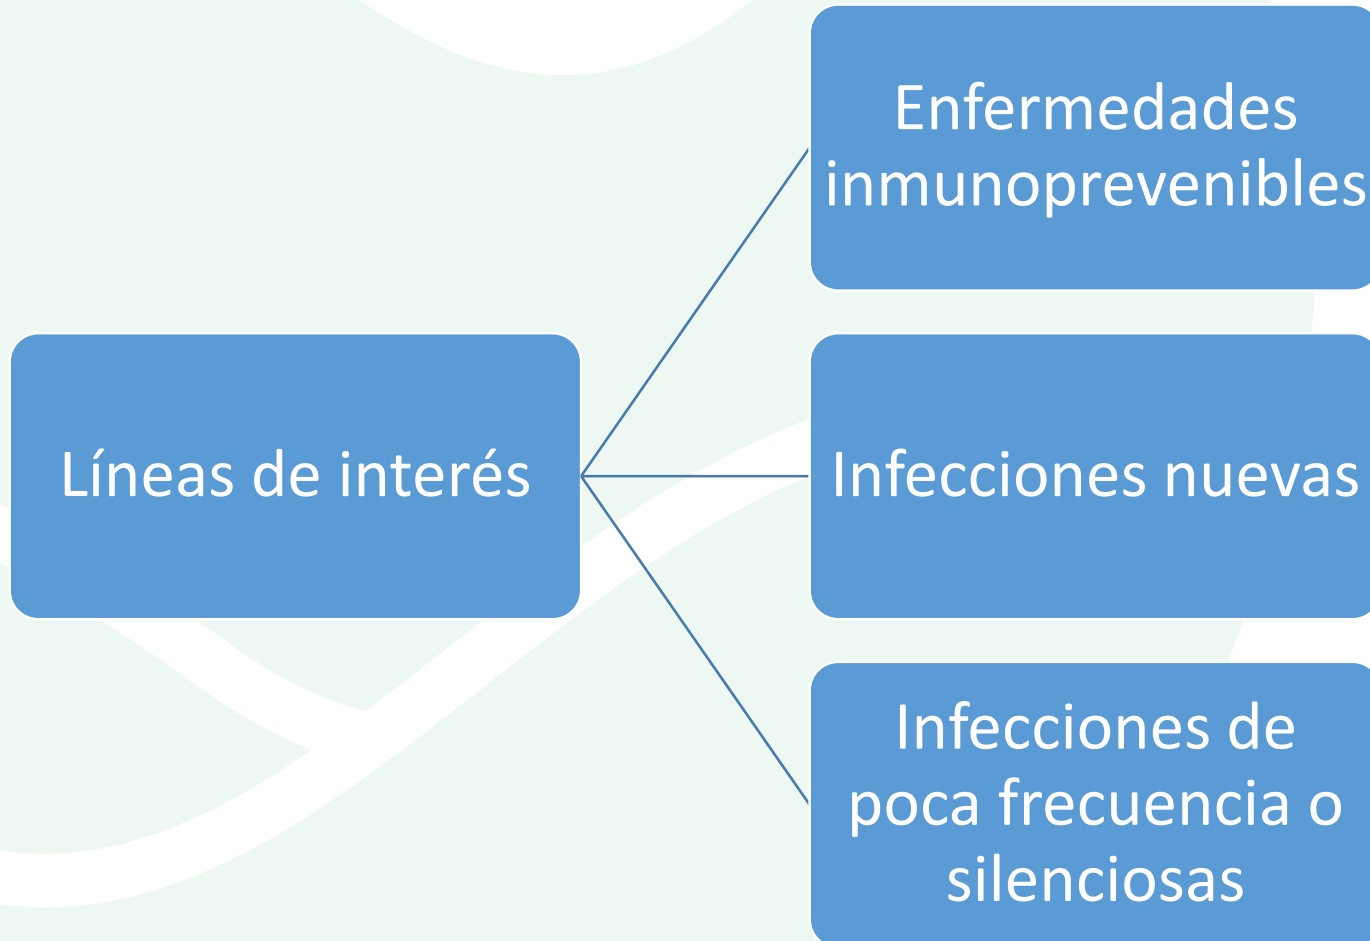 Enfermedades
inmunoprevenibles
Líneas de interés
Infecciones nuevas
Infecciones de
poca frecuencia o
silenciosas